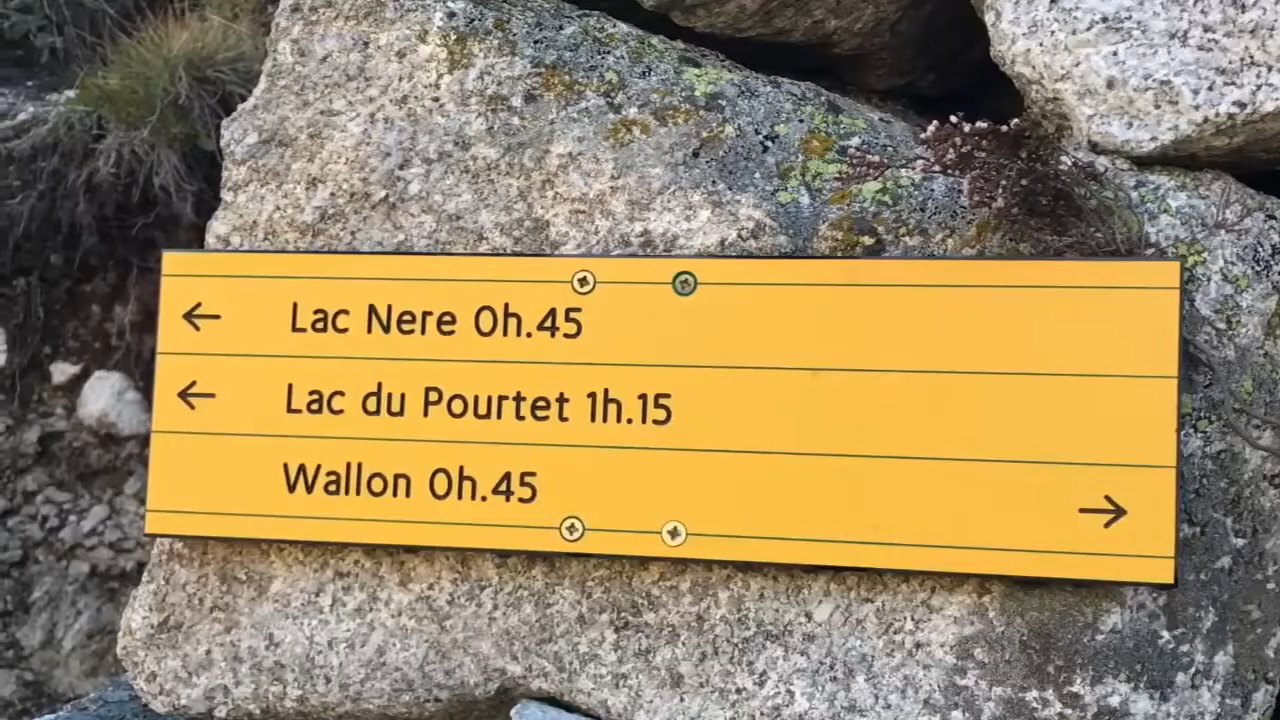 ← Lac Nere 0h.45
← Lac du Pourtet 1h.15
Wallon 0h.45 →